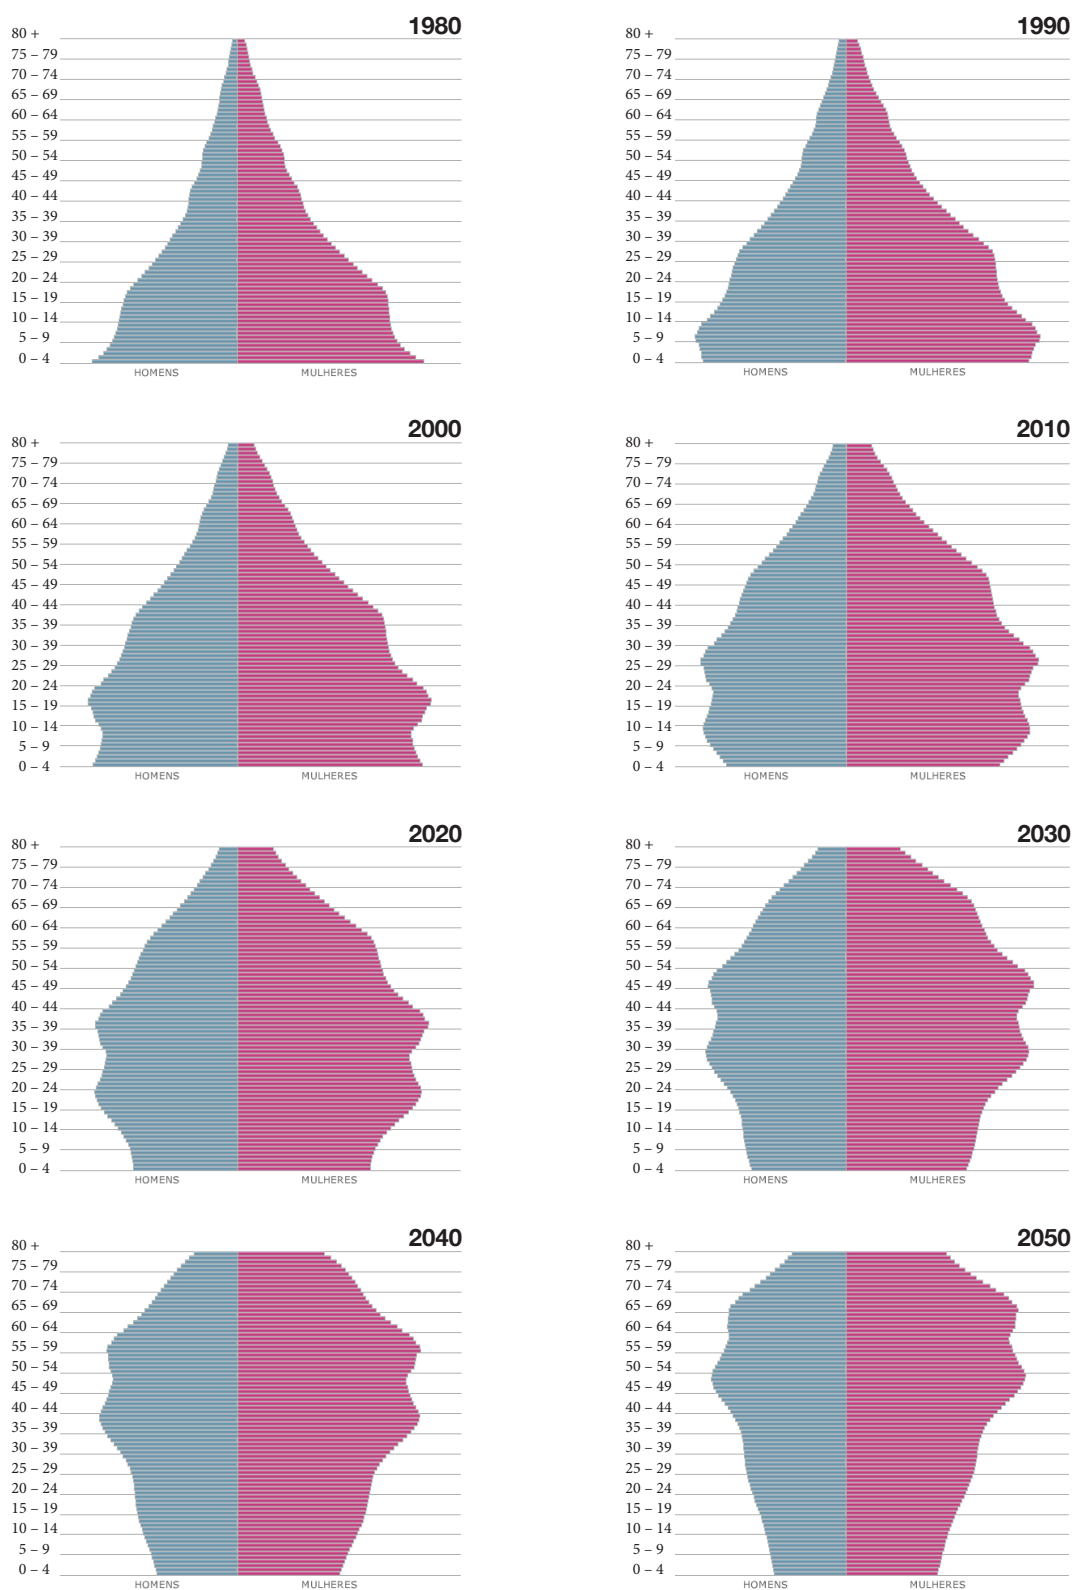 1980
80 +
75 – 79
70 – 74
65 – 69
60 – 64
55 – 59
50 – 54
45 – 49
40 – 44
35 – 39
30 – 39
25 – 29
20 – 24
15 – 19
10 – 14
5 – 9
0 – 4
HOMENS MULHERES
1990
80 +
75 – 79
70 – 74
65 – 69
60 – 64
55 – 59
50 – 54
45 – 49
40 – 44
35 – 39
30 – 39
25 – 29
20 – 24
15 – 19
10 – 14
5 – 9
0 – 4
HOMENS MULHERES
2000
80 +
75 – 79
70 – 74
65 – 69
60 – 64
55 – 59
50 – 54
45 – 49
40 – 44
35 – 39
30 – 39
25 – 29
20 – 24
15 – 19
10 – 14
5 – 9
0 – 4
HOMENS MULHERES
2010
80 +
75 – 79
70 – 74
65 – 69
60 – 64
55 – 59
50 – 54
45 – 49
40 – 44
35 – 39
30 – 39
25 – 29
20 – 24
15 – 19
10 – 14
5 – 9
0 – 4
HOMENS MULHERES
2020
80 +
75 – 79
70 – 74
65 – 69
60 – 64
55 – 59
50 – 54
45 – 49
40 – 44
35 – 39
30 – 39
25 – 29
20 – 24
15 – 19
10 – 14
5 – 9
0 – 4
HOMENS MULHERES
2030
80 +
75 – 79
70 – 74
65 – 69
60 – 64
55 – 59
50 – 54
45 – 49
40 – 44
35 – 39
30 – 39
25 – 29
20 – 24
15 – 19
10 – 14
5 – 9
0 – 4
HOMENS MULHERES
2040
80 +
75 – 79
70 – 74
65 – 69
60 – 64
55 – 59
50 – 54
45 – 49
40 – 44
35 – 39
30 – 39
25 – 29
20 – 24
15 – 19
10 – 14
5 – 9
0 – 4
HOMENS MULHERES
2050
80 +
75 – 79
70 – 74
65 – 69
60 – 64
55 – 59
50 – 54
45 – 49
40 – 44
35 – 39
30 – 39
25 – 29
20 – 24
15 – 19
10 – 14
5 – 9
0 – 4
HOMENS MULHERES